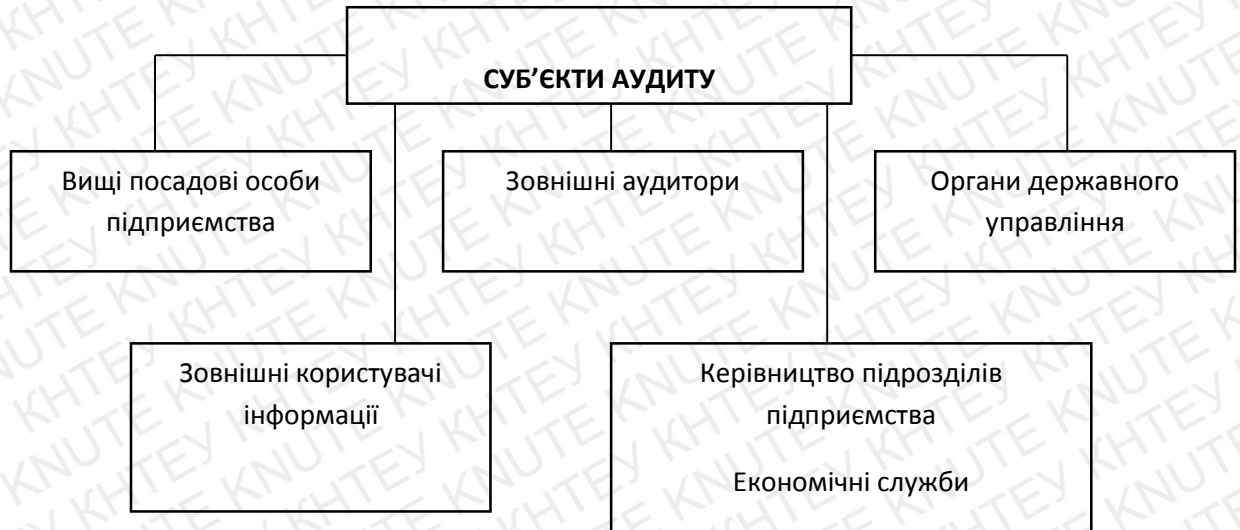 СУБ’ЄКТИ АУДИТУ
Вищі посадові особи
підприємства
Зовнішні аудитори
Органи державного
управління
Зовнішні користувачі
інформації
Керівництво підрозділів
підприємства
Економічні служби